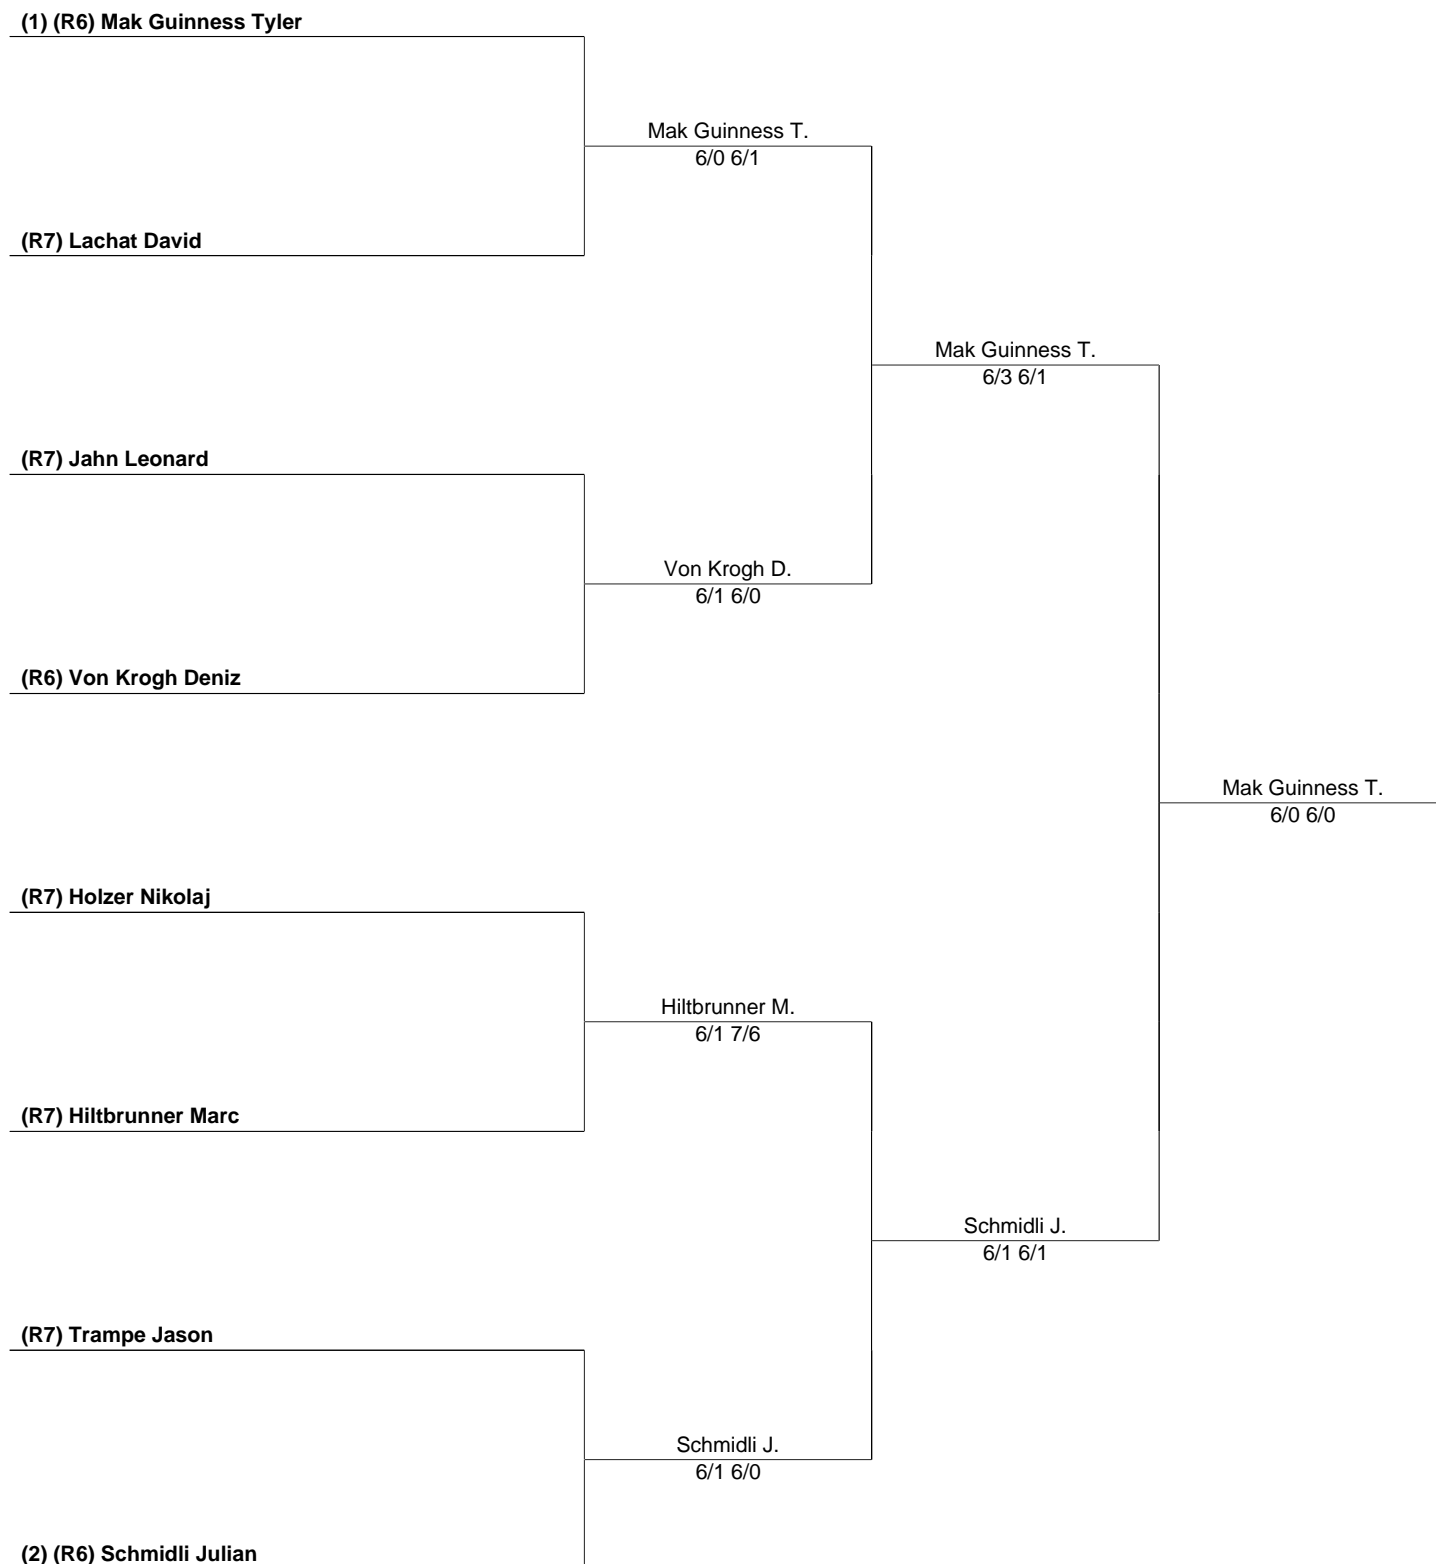 (1) (R6) Mak Guinness Tyler
Mak Guinness T.
6/0 6/1
(R7) Lachat David
Mak Guinness T.
6/3 6/1
(R7) Jahn Leonard
Von Krogh D.
6/1 6/0
(R6) Von Krogh Deniz
Mak Guinness T.
6/0 6/0
(R7) Holzer Nikolaj
Hiltbrunner M.
6/1 7/6
(R7) Hiltbrunner Marc
Schmidli J.
6/1 6/1
(R7) Trampe Jason
Schmidli J.
6/1 6/0
(2) (R6) Schmidli Julian